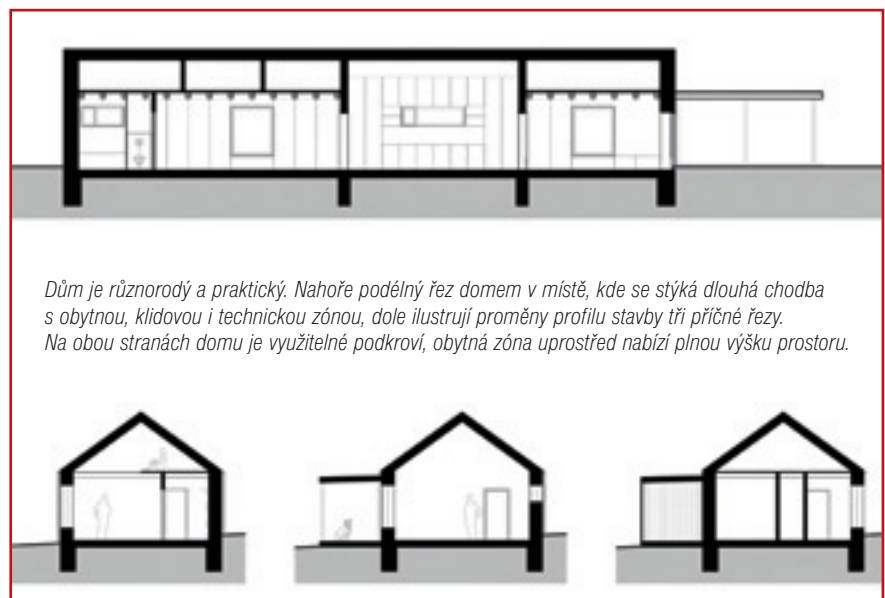 Dům je různorodý a praktický. Nahoře podélný řez domem v místě, kde se stýká dlouhá chodba
s obytnou, klidovou i technickou zónou, dole ilustrují proměny profilu stavby tři příčné řezy.
Na obou stranách domu je využitelné podkroví, obytná zóna uprostřed nabízí plnou výšku prostoru.